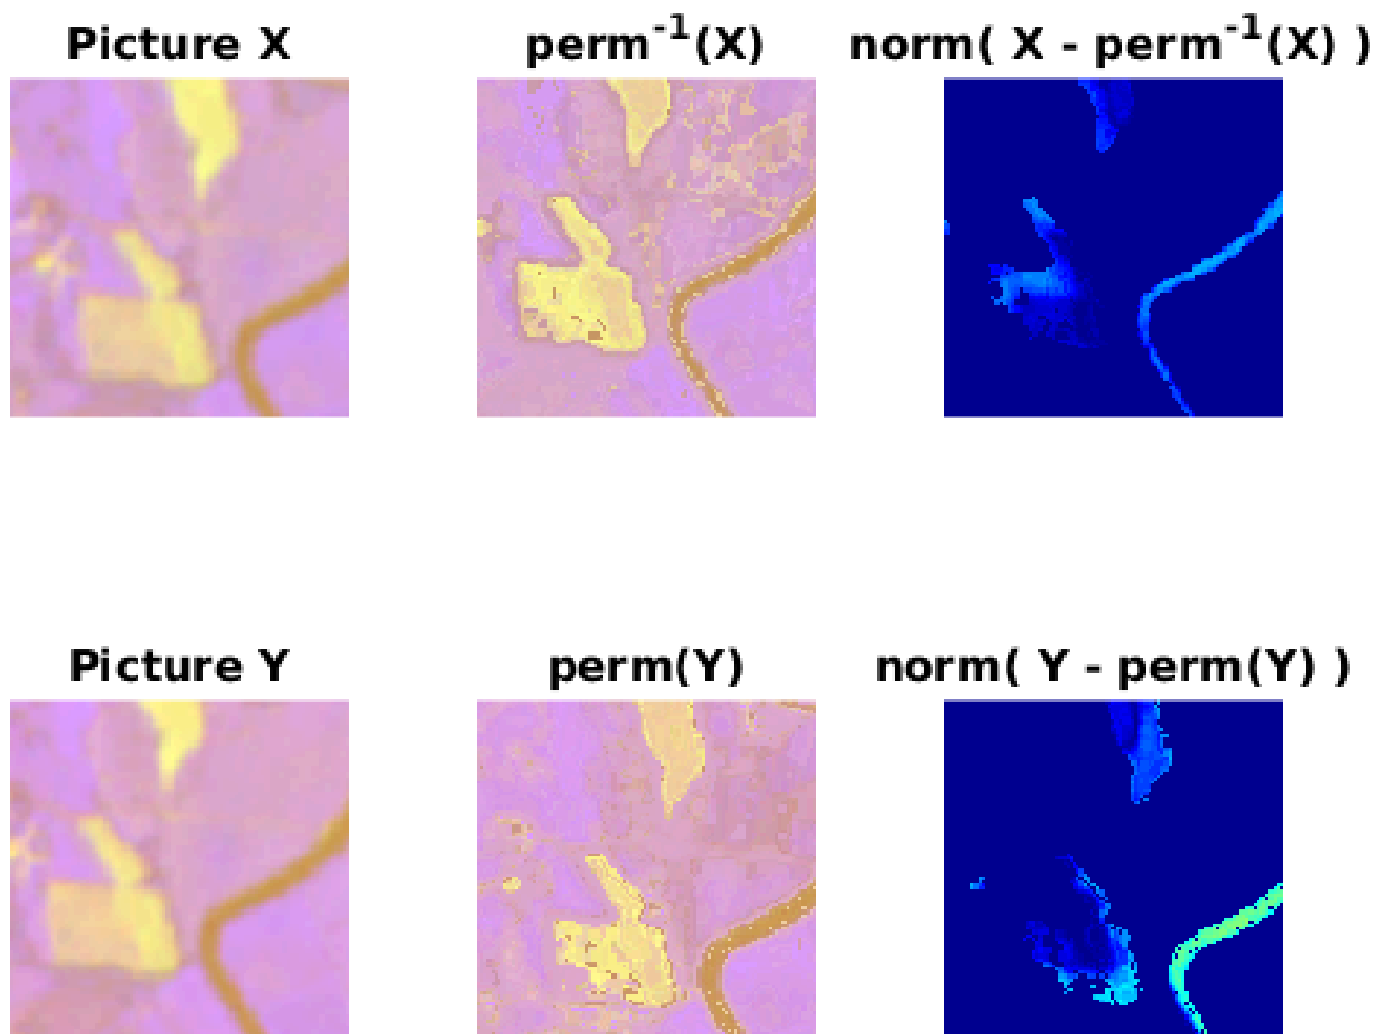 Picture X
perm⁻¹(X)
norm( X - perm⁻¹(X) )
Picture Y
perm(Y)
norm( Y - perm(Y) )